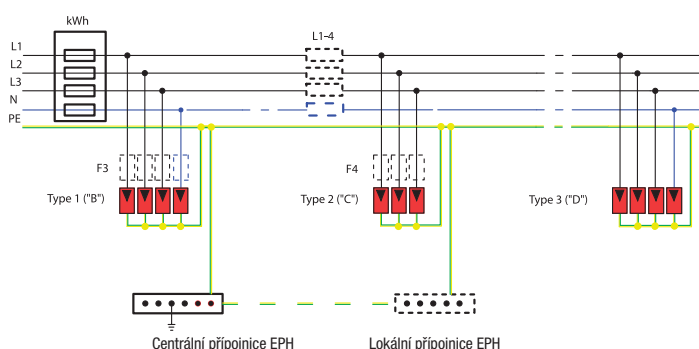 kWh
L1-4
L1
L2
L3
N
PE
F3
F4
Type 1 ("B")
Type 2 ("C")
Type 3 ("D")
Centrální přípojnice EPH
Lokální přípojnice EPH